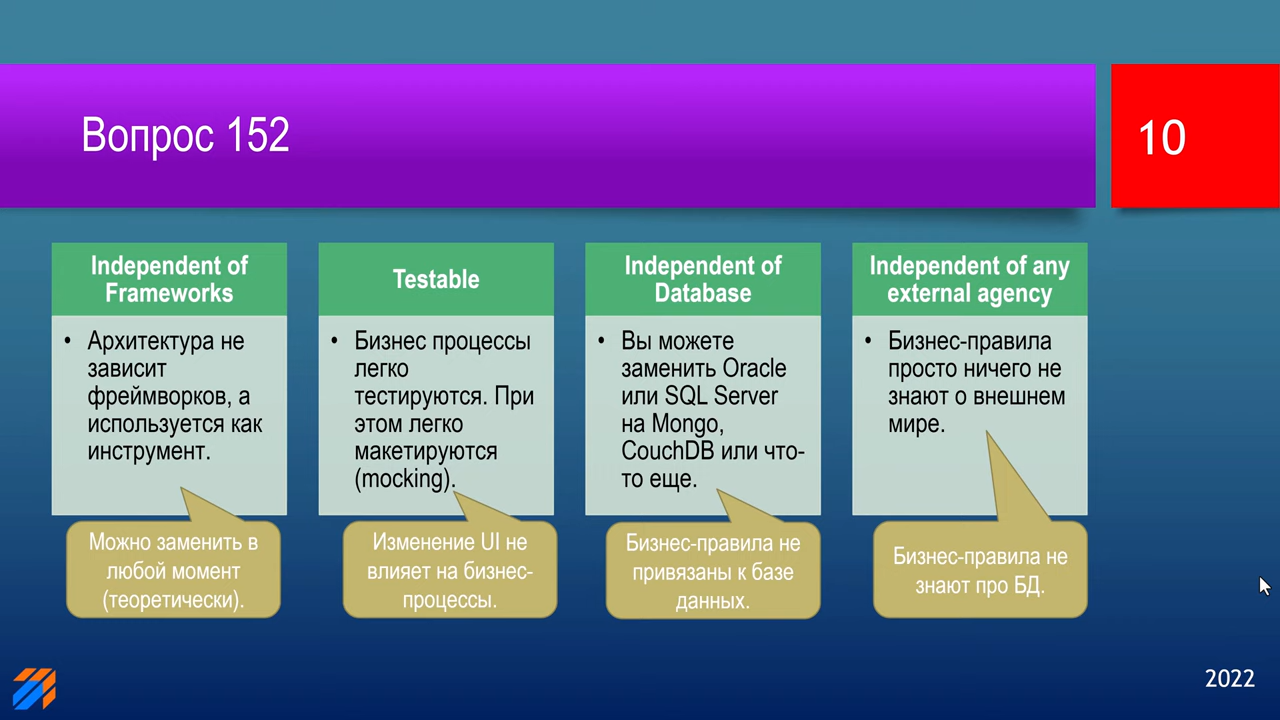 Вопрос 152
10
Independent of
Frameworks
• Архитектура не
зависит
фреймворков, а
используется как
инструмент.
Можно заменить в
любой момент
(теоретически).
Testable
• Бизнес процессы
легко
тестируются. При
этом легко
макетируются
(mocking).
Изменение UI не
влияет на бизнес-
процессы.
Independent of
Database
• Вы можете
заменить Oracle
или SQL Server
на Mongo,
CouchDB или что-
то еще.
Бизнес-правила не
привязаны к базе
данных.
Independent of any
external agency
• Бизнес-правила
просто ничего не
знают о внешнем
мире.
Бизнес-правила не
знают про БД.
2022